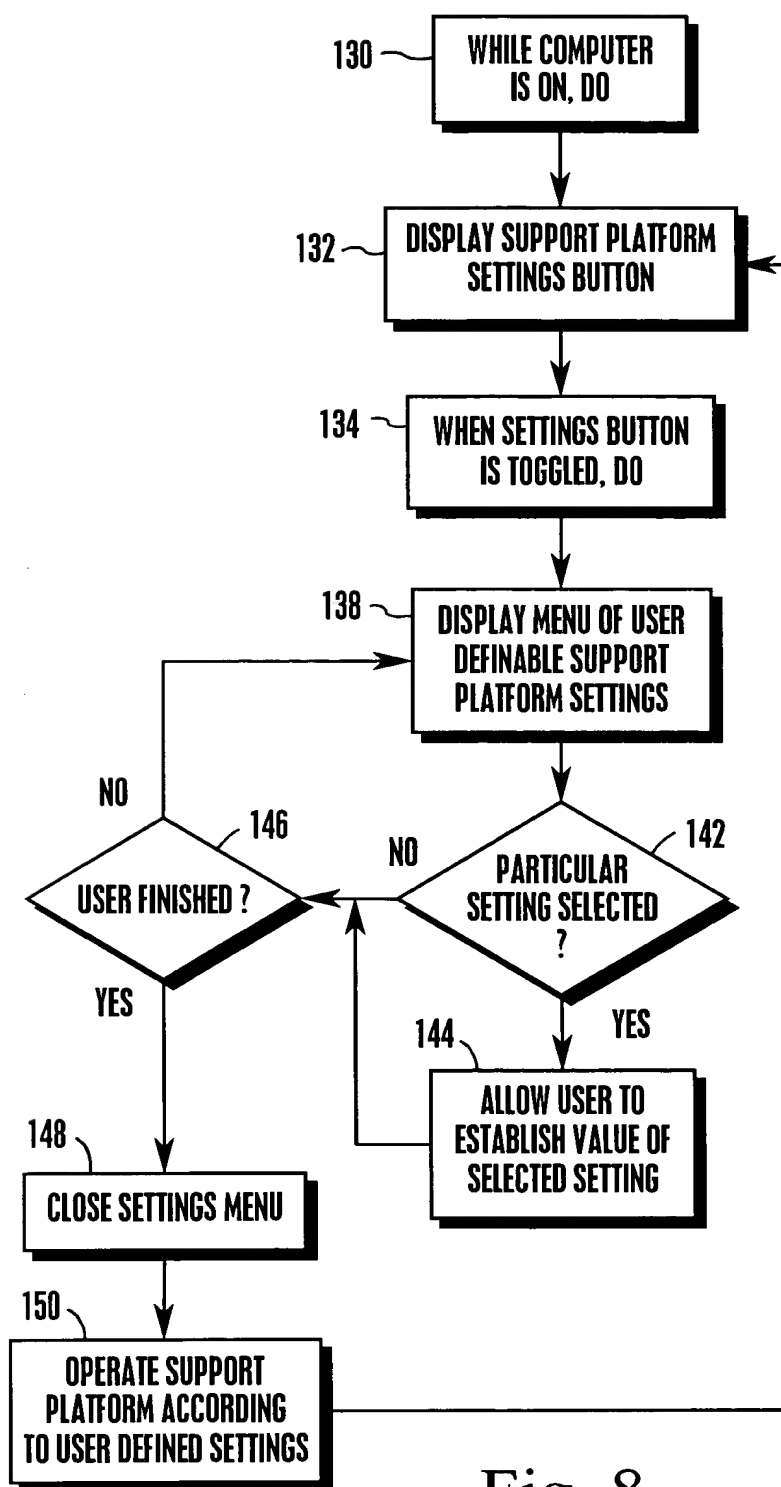 130
WHILE COMPUTER
IS ON, DO
132
DISPLAY SUPPORT PLATFORM
SETTINGS BUTTON
134
WHEN SETTINGS BUTTON
IS TOGGLED, DO
138
DISPLAY MENU OF USER
DEFINABLE SUPPORT
PLATFORM SETTINGS
NO
146
USER FINISHED ?
YES
NO
142
PARTICULAR
SETTING SELECTED
?
YES
144
ALLOW USER TO
ESTABLISH VALUE OF
SELECTED SETTING
148
CLOSE SETTINGS MENU
150
OPERATE SUPPORT
PLATFORM ACCORDING
TO USER DEFINED SETTINGS
Fig. 8